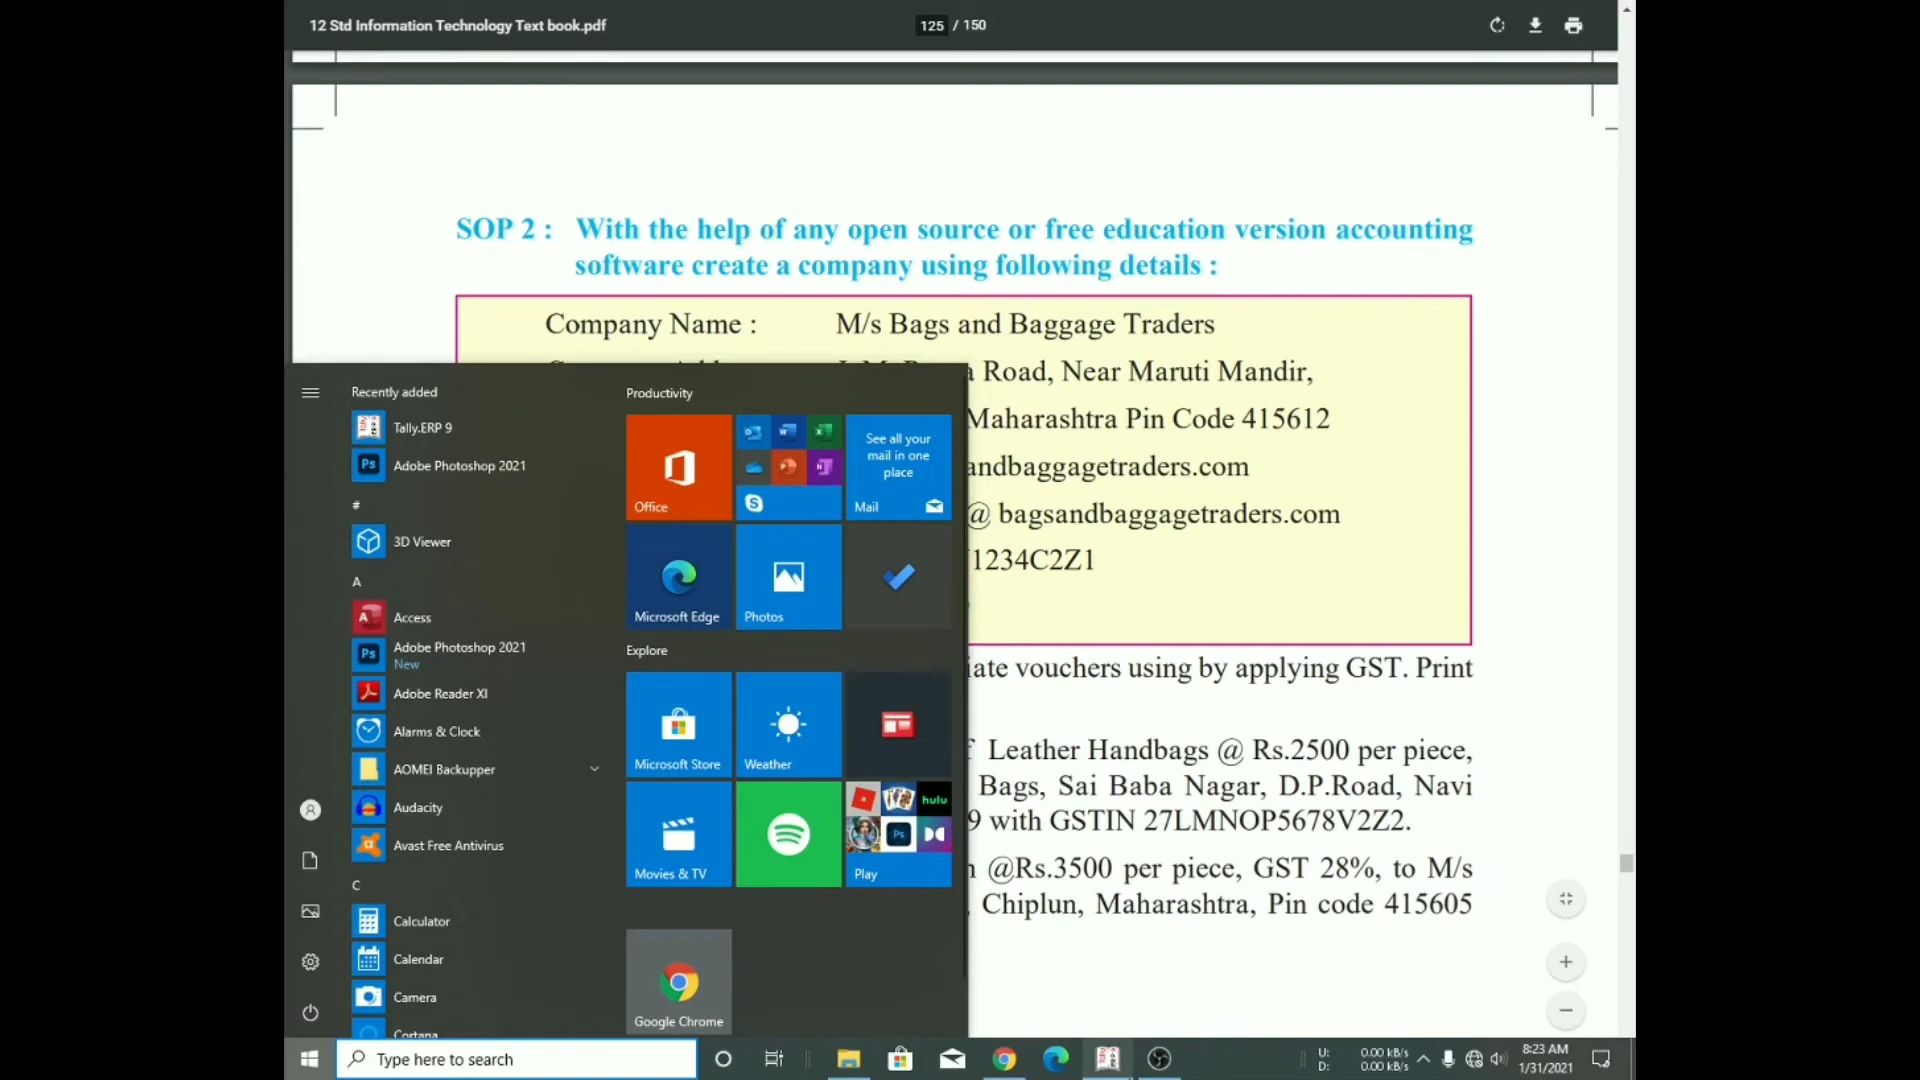 12 Std Information Technology Text book.pdf
125 / 150
SOP 2 : With the help of any open source or free education version accounting
software create a company using following details :
Company Name : M/s Bags and Baggage Traders
Road, Near Maruti Mandir,
Maharashtra Pin Code 415612
andbaggagetraders.com
@ bagsandbaggagetraders.com
1234C2Z1
iate vouchers using by applying GST. Print
Leather Handbags @ Rs.2500 per piece,
Bags, Sai Baba Nagar, D.P.Road, Navi
9 with GSTIN 27LMNOP5678V2Z2.
@Rs.3500 per piece, GST 28%, to M/s
, Chiplun, Maharashtra, Pin code 415605
Recently added
Tally.ERP 9
Adobe Photoshop 2021
#
3D Viewer
A
Access
Adobe Photoshop 2021
New
Adobe Reader XI
Alarms & Clock
AOMEI Backupper
Audacity
Avast Free Antivirus
C
Calculator
Calendar
Camera
Cortana
Productivity
Office
See all your
mail in one
place
Mail
Microsoft Edge
Photos
Explore
Microsoft Store
Weather
Movies & TV
hulu
Play
Google Chrome
Type here to search
U: 0.00 kB/s
D: 0.00 kB/s
8:23 AM
1/31/2021